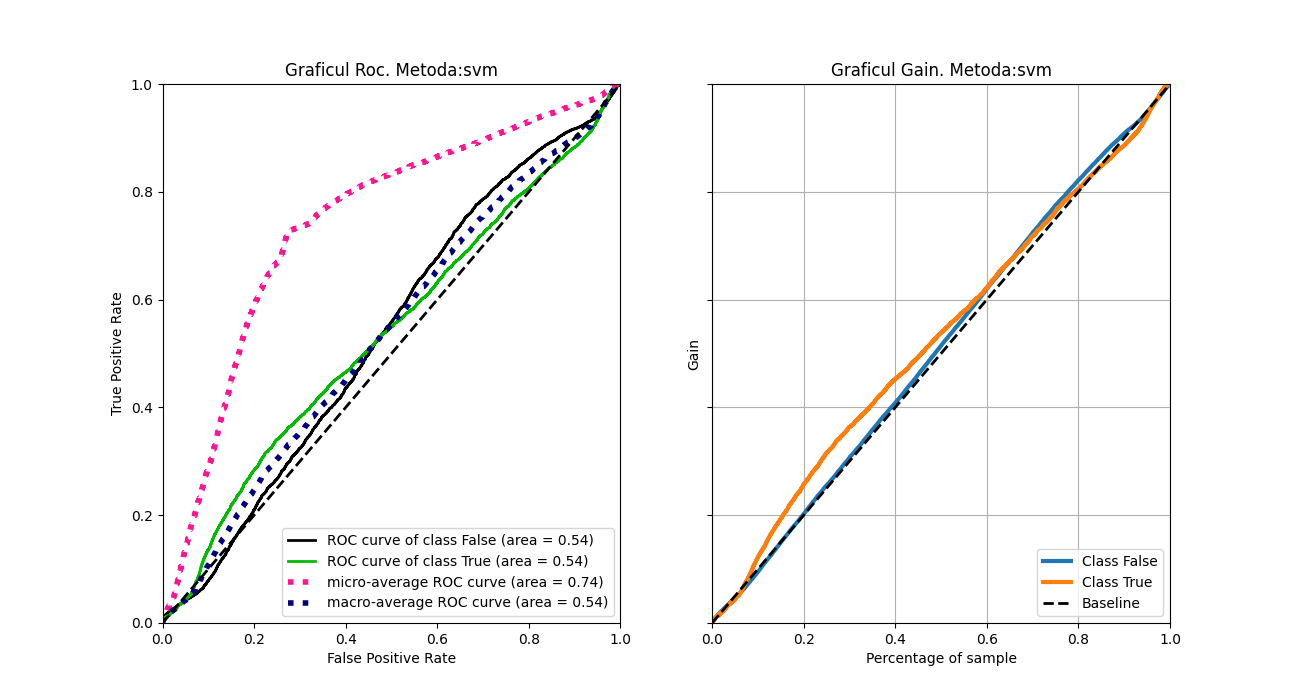 Graficul Roc. Metoda:svm
True Positive Rate
1.0
0.8
0.6
0.4
0.2
0.0
ROC curve of class False (area = 0.54)
ROC curve of class True (area = 0.54)
micro-average ROC curve (area = 0.74)
macro-average ROC curve (area = 0.54)
0.0 0.2 0.4 0.6 0.8 1.0
False Positive Rate
Graficul Gain. Metoda:svm
Gain
Class False
Class True
Baseline
0.0 0.2 0.4 0.6 0.8 1.0
Percentage of sample